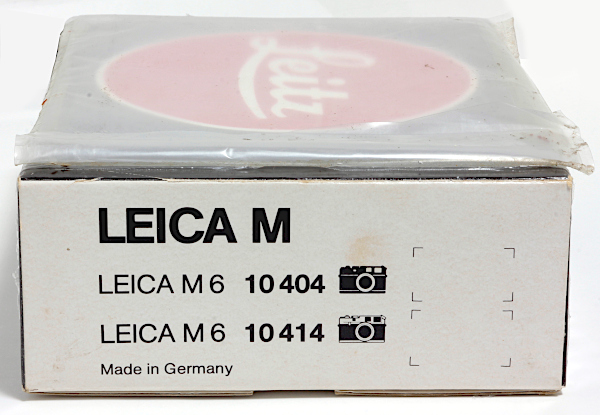 Leitz
LEICA M
LEICA M 6 10 404
LEICA M 6 10 414
Made in Germany